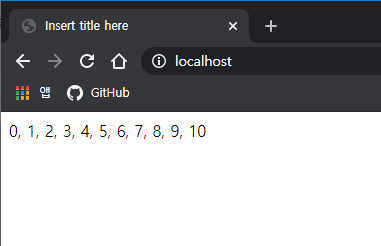 Insert title here
localhost
앱 GitHub
0, 1, 2, 3, 4, 5, 6, 7, 8, 9, 10